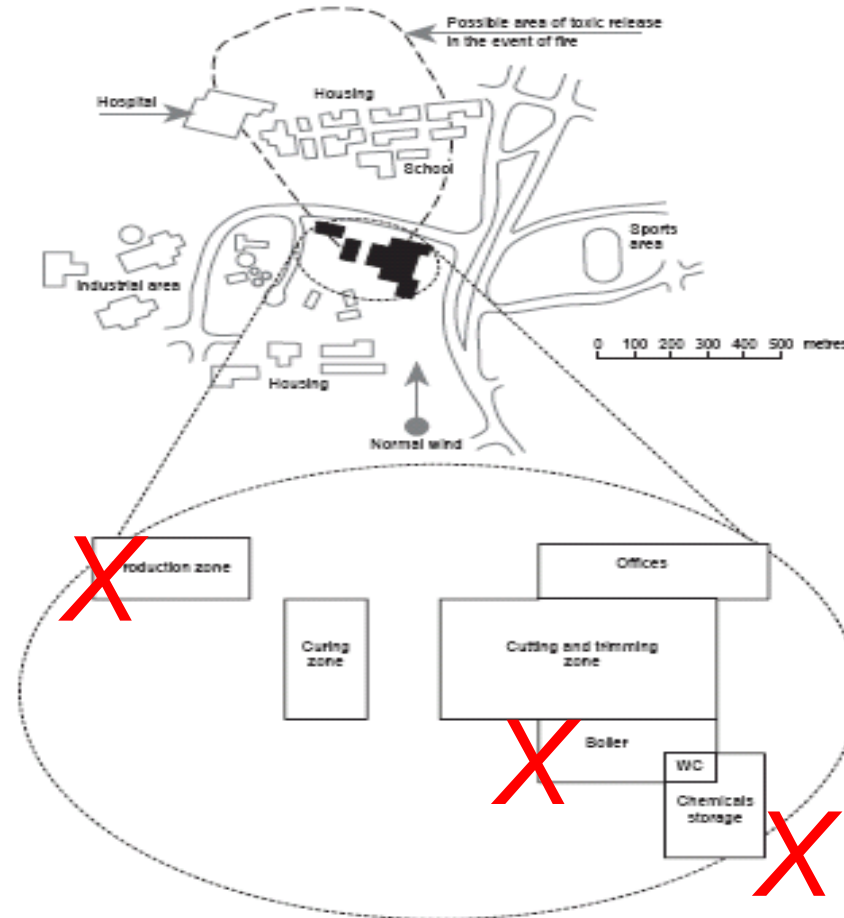 Possible area of toxic release
in the event of fire
Hospital
Housing
School
Sports
area
Industrial area
0 100 200 300 400 500 metres
Housing
Normal wind
roduction zone
Offices
Curing
zone
Cutting and trimming
zone
Boiler
WC
Chemicals
storage
X
X
X